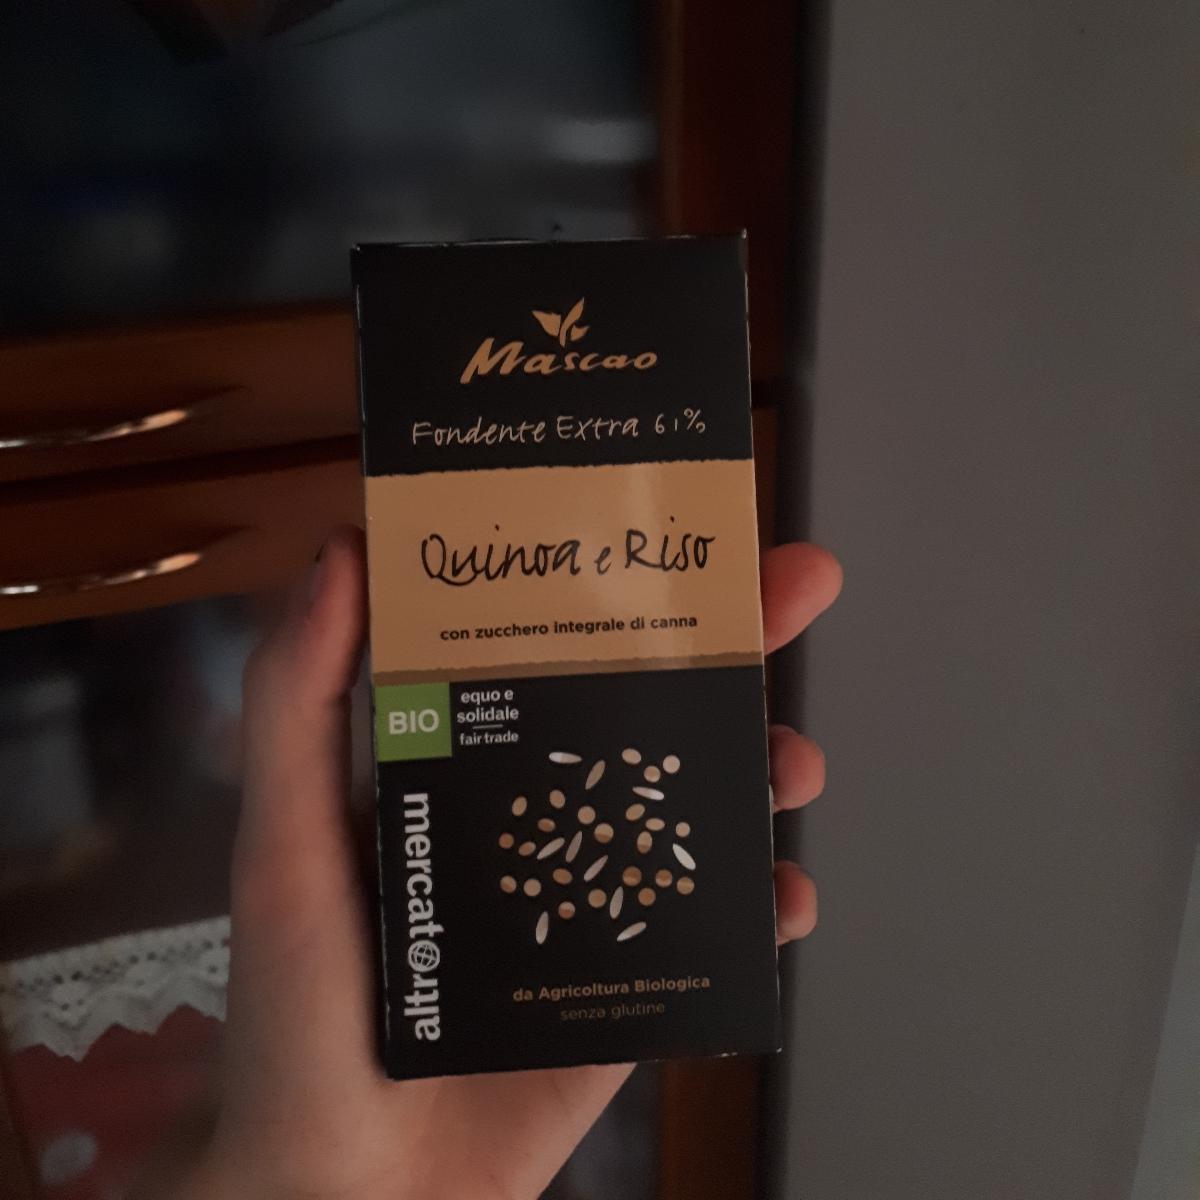 Mascao
Fondente Extra 61%
Quinoa e Riso
con zucchero integrale di canna
BIO
equo e
solidale
fair trade
altromercato
da Agricoltura Biologica
senza glutine